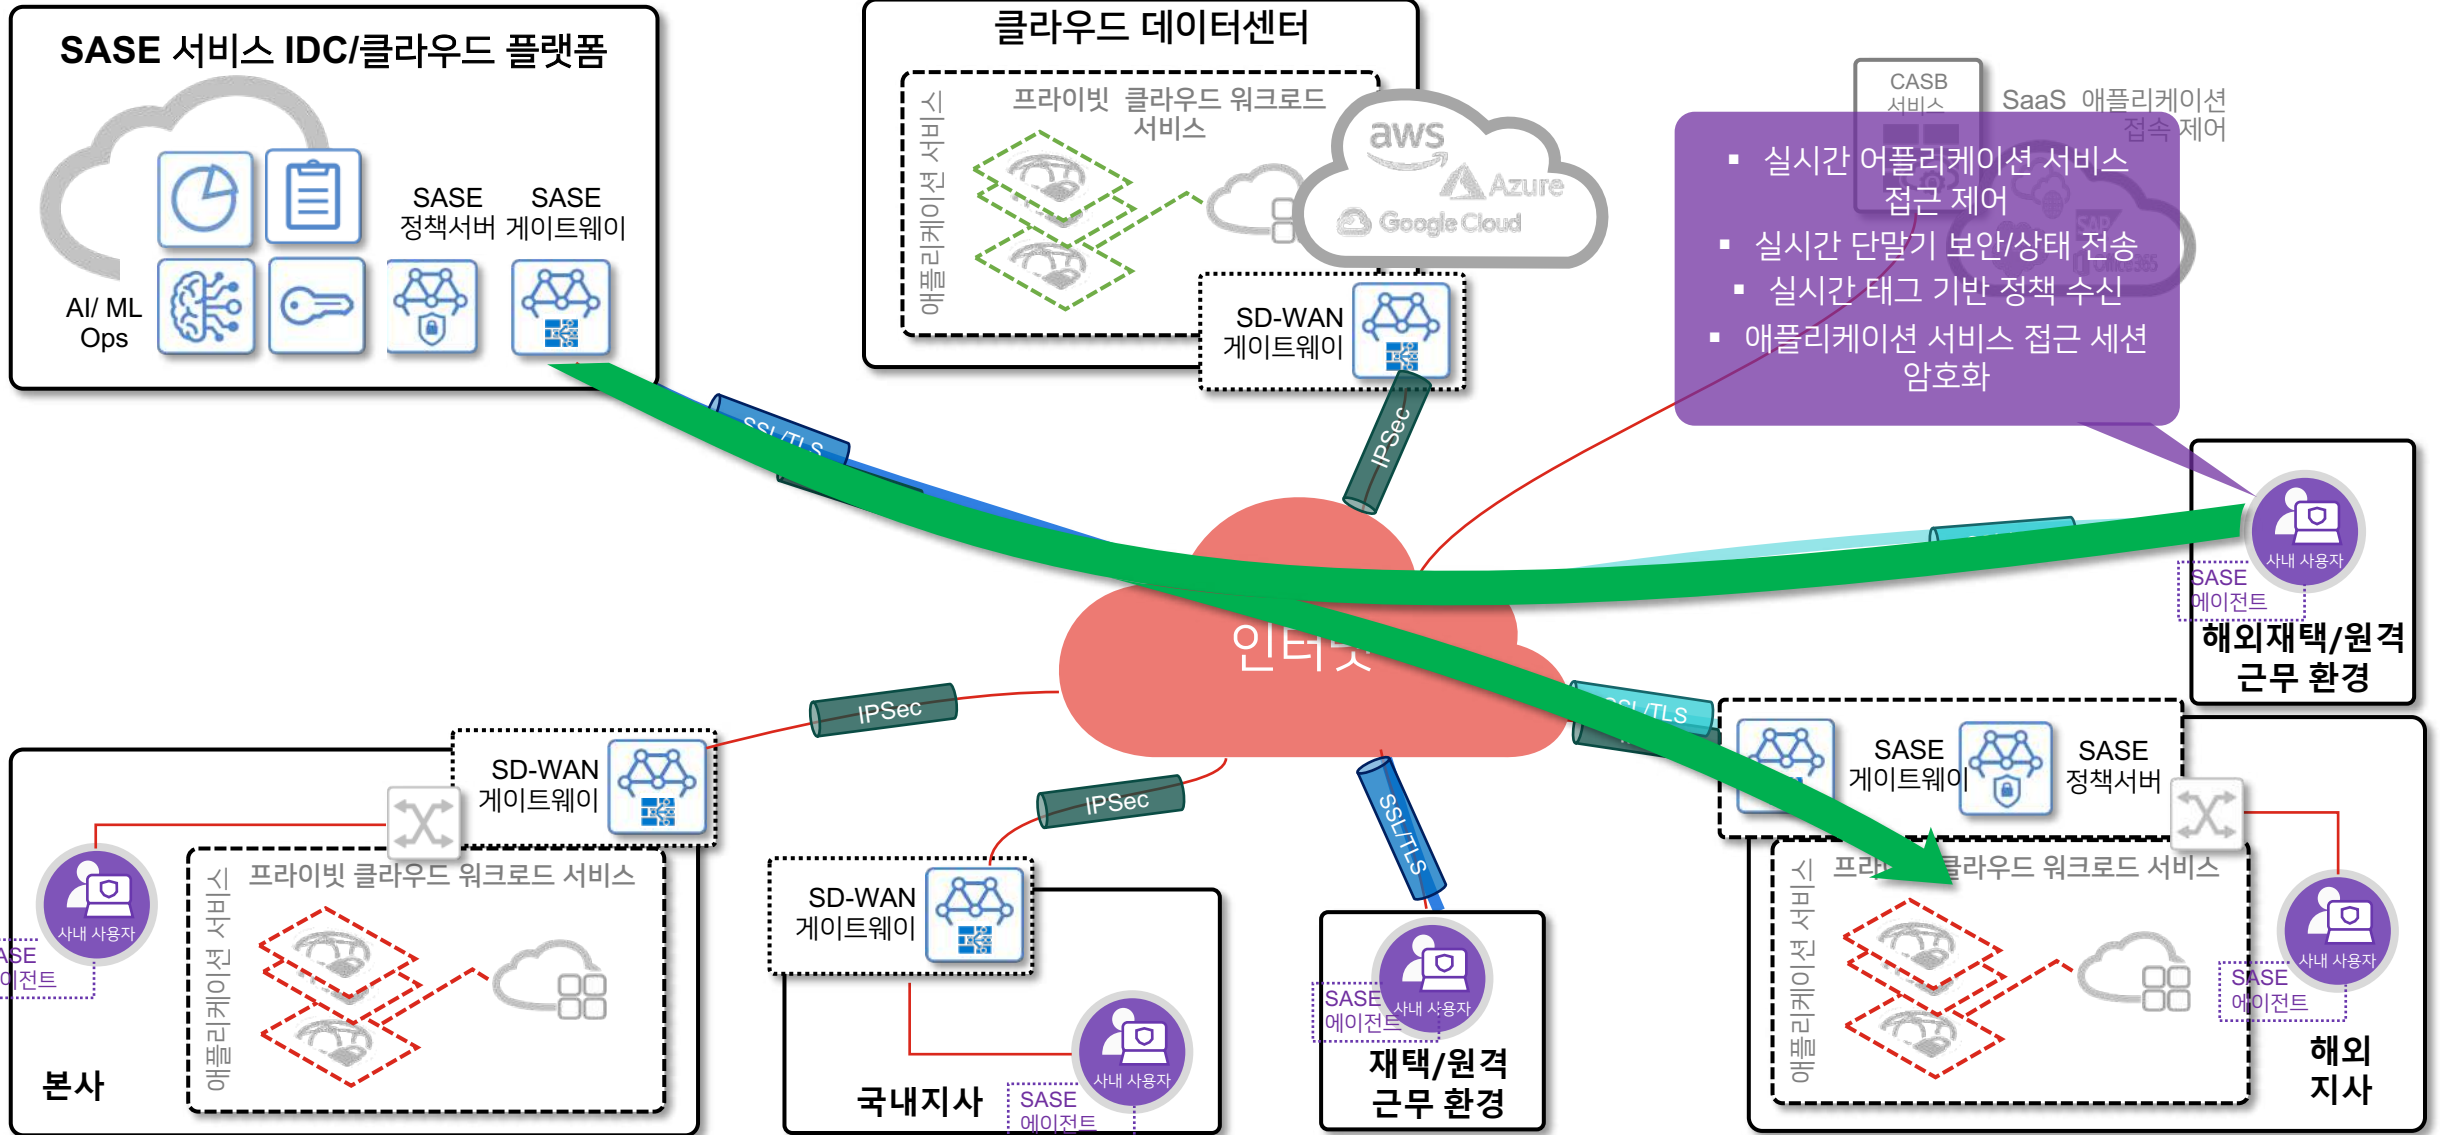 SASE 서비스 IDC/클라우드 플랫폼
SASE
정책서버
SASE
게이트웨이
AI/ ML
Ops
클라우드 데이터센터
애플리케이션 서비스
프라이빗 클라우드 워크로드
서비스
aws
Azure
Google Cloud
SD-WAN
게이트웨이
CASB
서비스
SaaS 애플리케이션
접속 제어
SAP
▪ 실시간 어플리케이션 서비스
접근 제어
▪ 실시간 단말기 보안/상태 전송
▪ 실시간 태그 기반 정책 수신
▪ 애플리케이션 서비스 접근 세션
암호화
SSL/TLS
IPSec
사내 사용자
SASE
에이전트
해외재택/원격
근무 환경
인터넷
IPSec
IPSec
SSL/TLS
SSL/TLS
SD-WAN
게이트웨이
사내 사용자
애플리케이션 서비스
프라이빗 클라우드 워크로드 서비스
본사
SD-WAN
게이트웨이
사내 사용자
SASE
에이전트
국내지사
사내 사용자
SASE
에이전트
재택/원격
근무 환경
SASE
게이트웨이
SASE
정책서버
애플리케이션 서비스
클라우드 워크로드 서비스
사내 사용자
SASE
에이전트
해외
지사